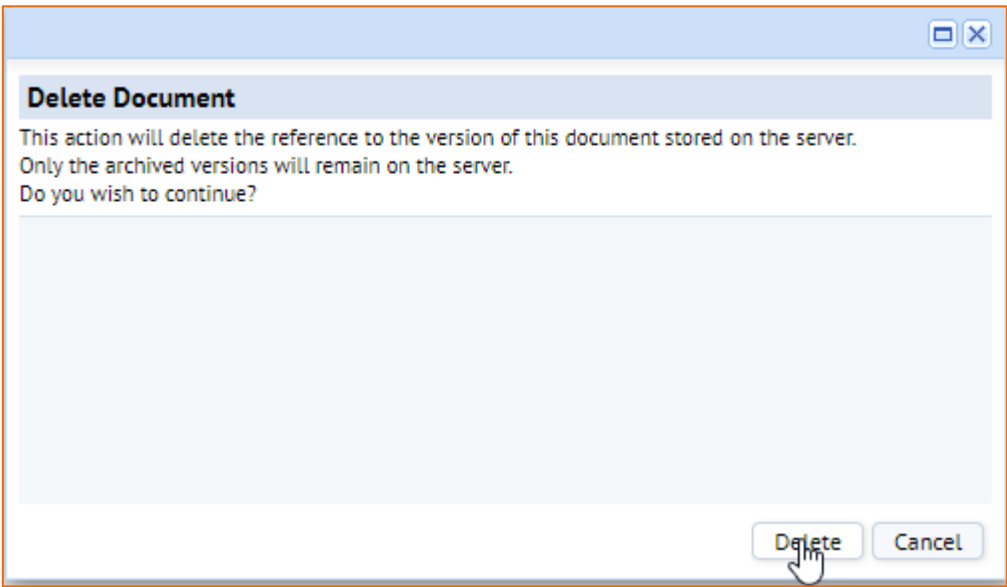 Delete Document
This action will delete the reference to the version of this document stored on the server.
Only the archived versions will remain on the server.
Do you wish to continue?
Delete
Cancel